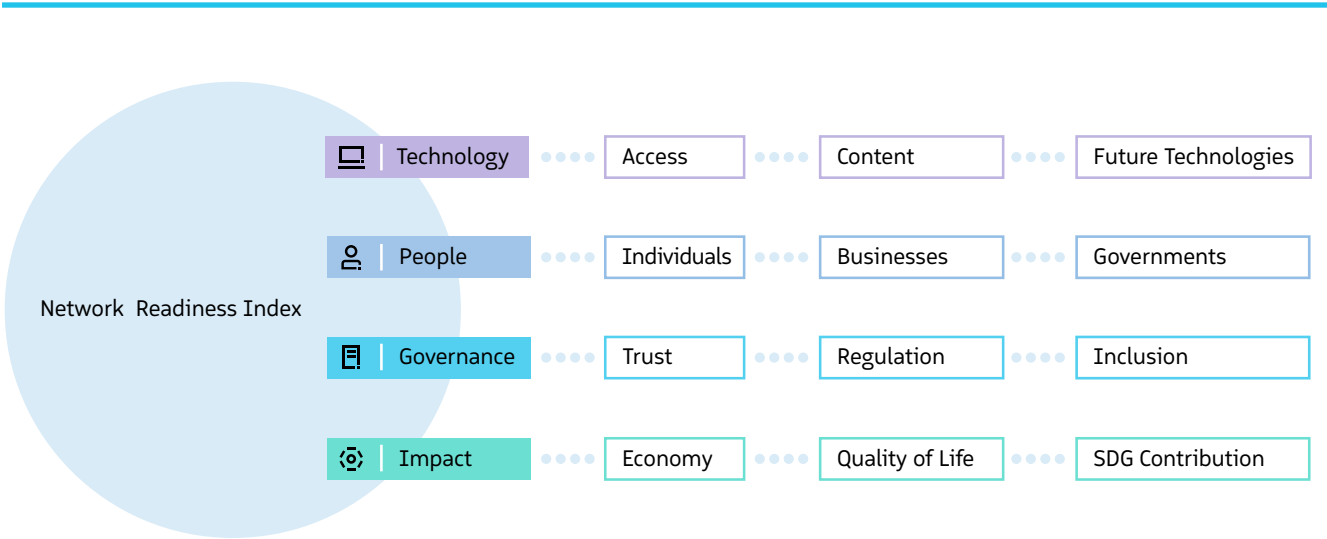 Technology
Access
Content
Future Technologies
People
Individuals
Businesses
Governments
Network Readiness Index
Governance
Trust
Regulation
Inclusion
Impact
Economy
Quality of Life
SDG Contribution